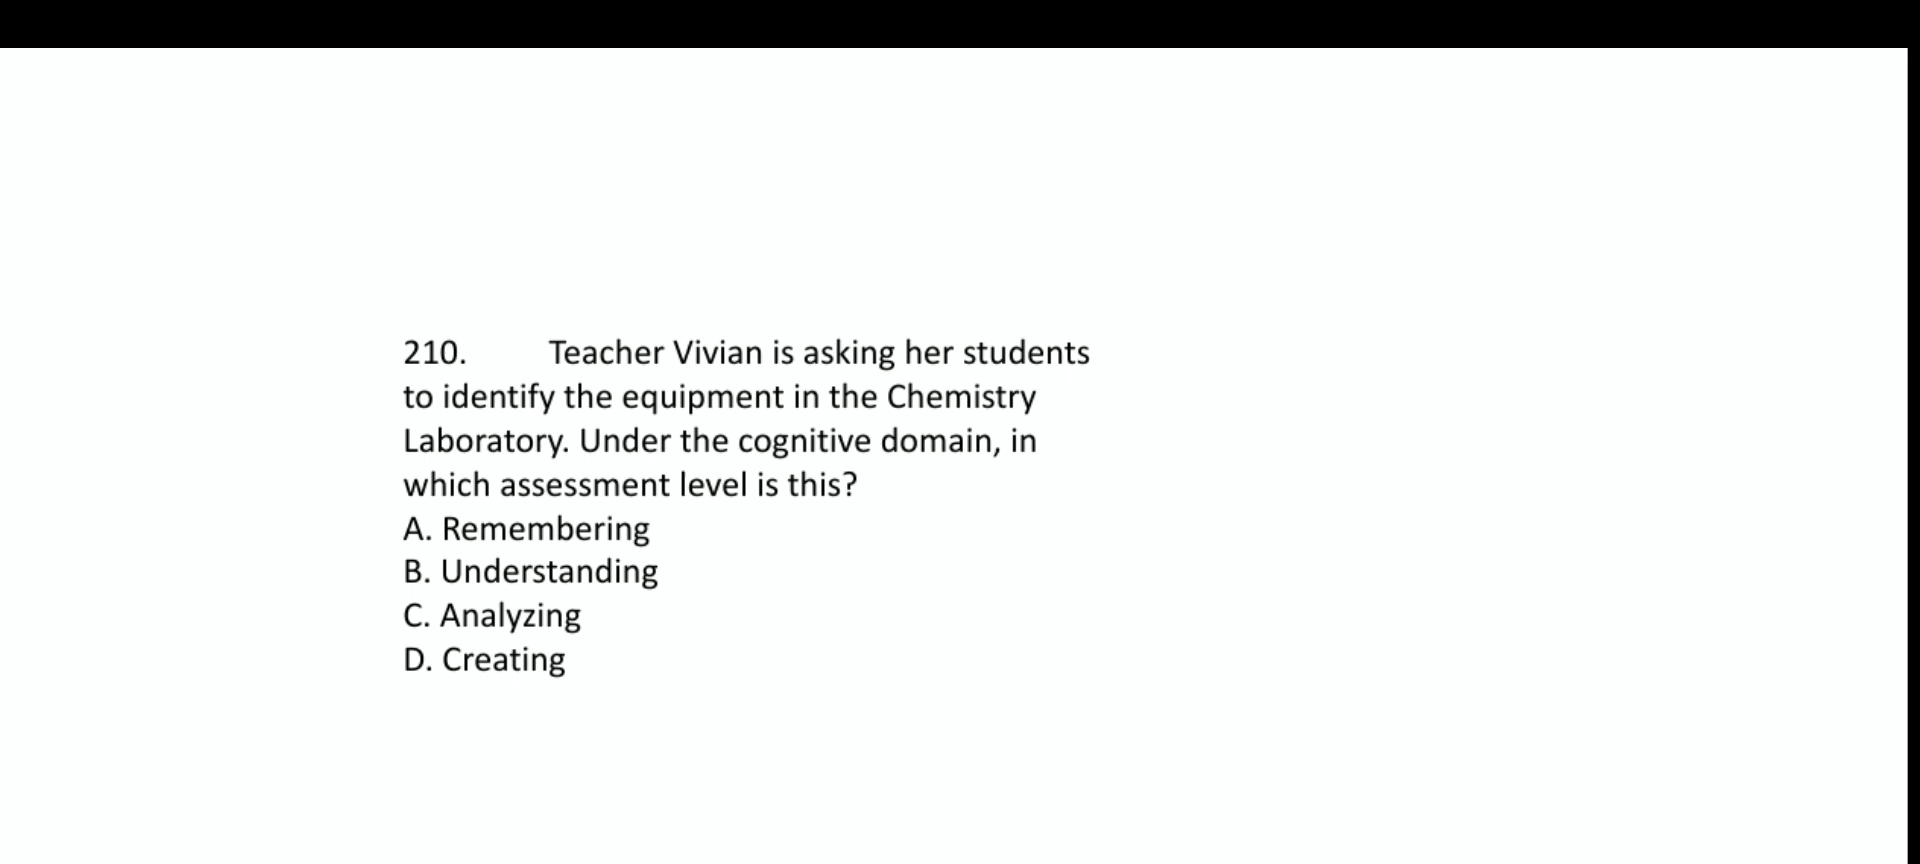 210. Teacher Vivian is asking her students
to identify the equipment in the Chemistry
Laboratory. Under the cognitive domain, in
which assessment level is this?
A. Remembering
B. Understanding
C. Analyzing
D. Creating